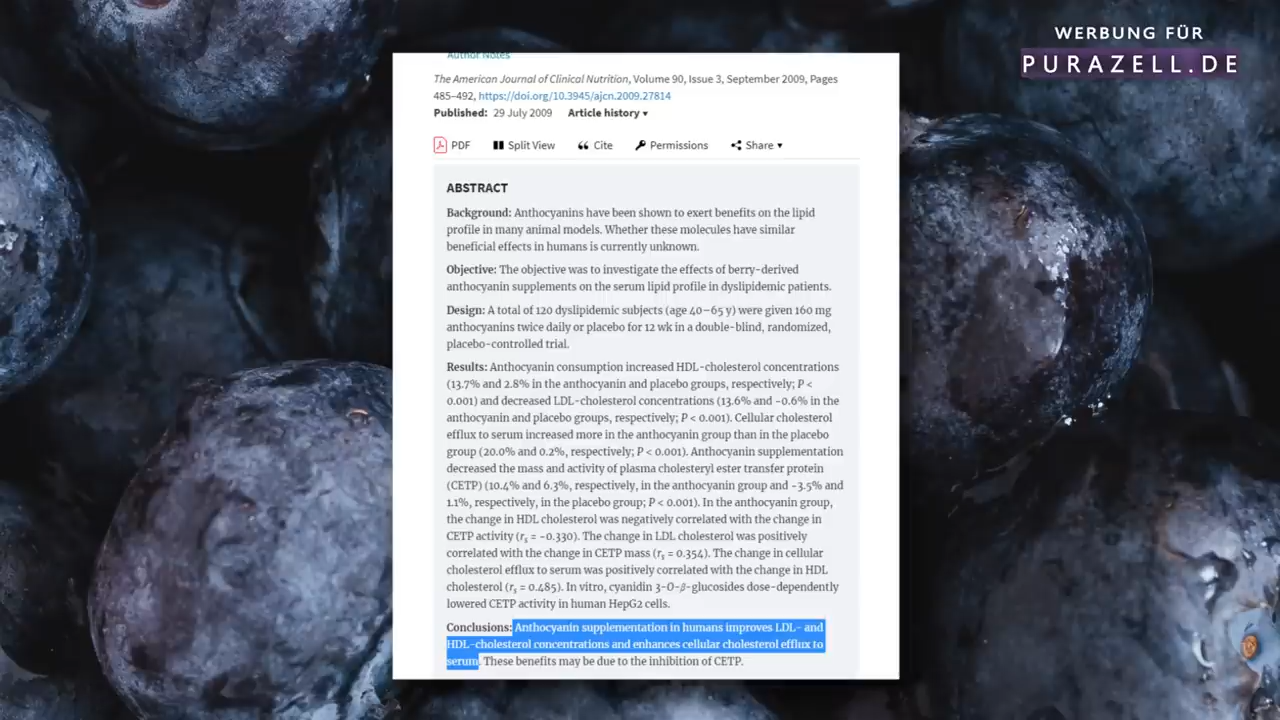 WERBUNG FÜR
PURAZELL.DE
Author Notes
The American Journal of Clinical Nutrition, Volume 90, Issue 3, September 2009, Pages
485–492, https://doi.org/10.3945/ajcn.2009.27814
Published: 29 July 2009 Article history ▾
PDF Split View Cite Permissions Share ▾
ABSTRACT
Background: Anthocyanins have been shown to exert benefits on the lipid
profile in many animal models. Whether these molecules have similar
beneficial effects in humans is currently unknown.
Objective: The objective was to investigate the effects of berry-derived
anthocyanin supplements on the serum lipid profile in dyslipidemic patients.
Design: A total of 120 dyslipidemic subjects (age 40–65 y) were given 160 mg
anthocyanins twice daily or placebo for 12 wk in a double-blind, randomized,
placebo-controlled trial.
Results: Anthocyanin consumption increased HDL-cholesterol concentrations
(13.7% and 2.8% in the anthocyanin and placebo groups, respectively; P <
0.001) and decreased LDL-cholesterol concentrations (13.6% and -0.6% in the
anthocyanin and placebo groups, respectively; P < 0.001). Cellular cholesterol
efflux to serum increased more in the anthocyanin group than in the placebo
group (20.0% and 0.2%, respectively; P < 0.001). Anthocyanin supplementation
decreased the mass and activity of plasma cholesteryl ester transfer protein
(CETP) (10.4% and 6.3%, respectively, in the anthocyanin group and -3.5% and
1.1%, respectively, in the placebo group; P < 0.001). In the anthocyanin group,
the change in HDL cholesterol was negatively correlated with the change in
CETP activity (rs = −0.330). The change in LDL cholesterol was positively
correlated with the change in CETP mass (rs = 0.354). The change in cellular
cholesterol efflux to serum was positively correlated with the change in HDL
cholesterol (rs = 0.485). In vitro, cyanidin 3-O-β-glucosides dose-dependently
lowered CETP activity in human HepG2 cells.
Conclusions: Anthocyanin supplementation in humans improves LDL- and
HDL-cholesterol concentrations and enhances cellular cholesterol efflux to
serum. These benefits may be due to the inhibition of CETP.